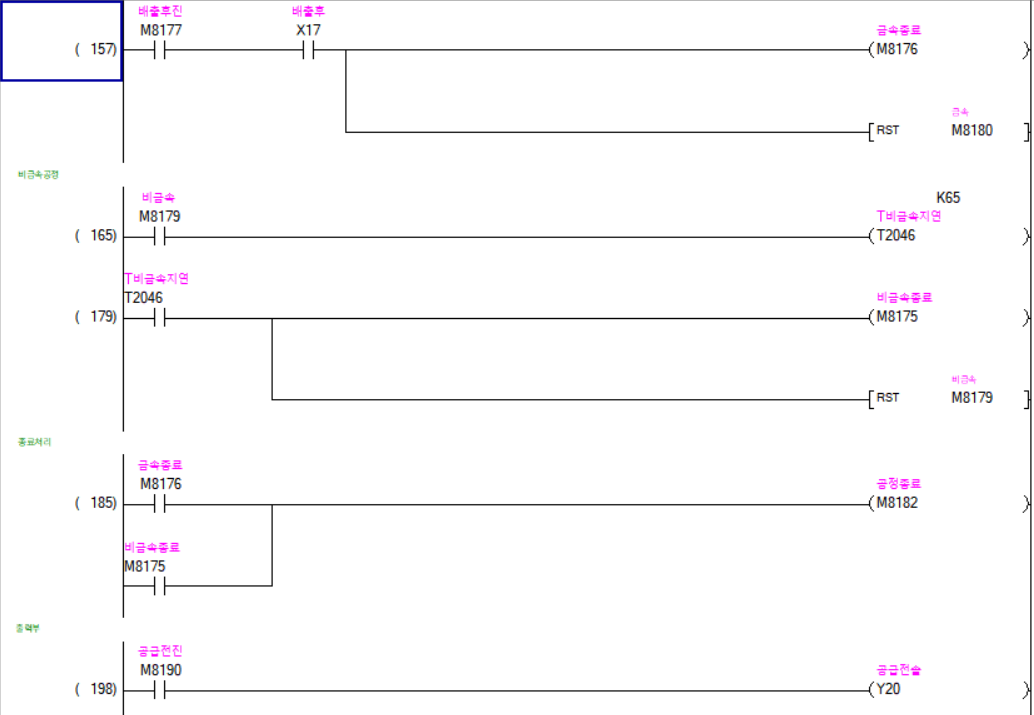 배출후진 배출후
M8177 X17 금속종료
( 157) (M8176 )
금속
[RST M8180 ]
비금속공정
비금속 K65
M8179 T비금속지연
( 165) (T2046 )
T비금속지연
T2046 비금속종료
( 179) (M8175 )
비금속
[RST M8179 ]
종료처리
금속종료
M8176 공정종료
( 185) (M8182 )
비금속종료
M8175
출력부
공급전진
M8190 공급전솔
( 198) (Y20 )